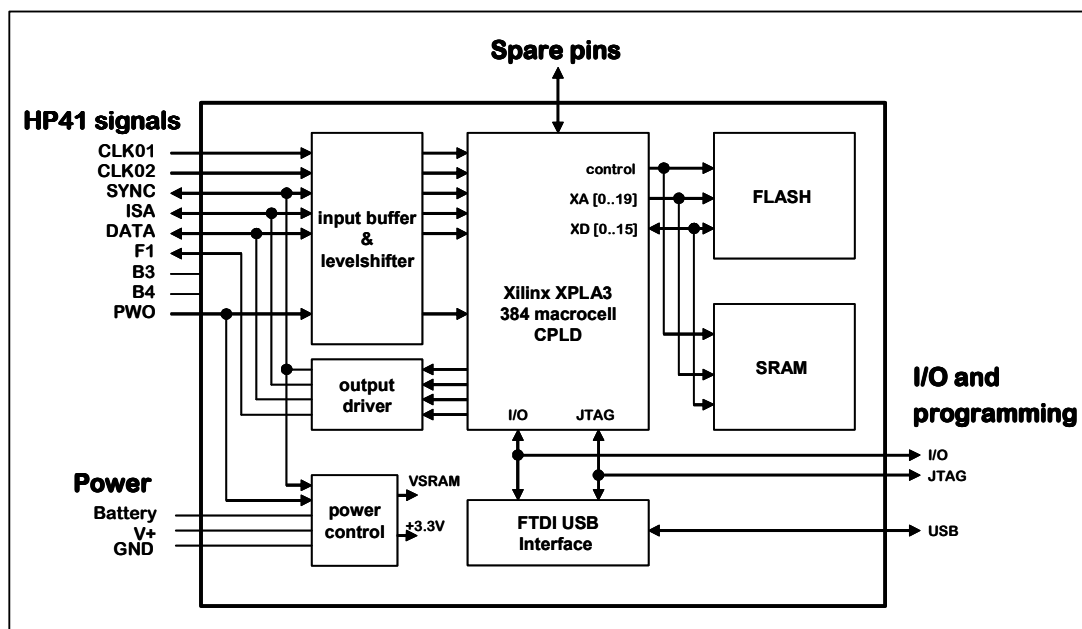 Spare pins
HP41 signals
CLK01
CLK02
SYNC
ISA
DATA
F1
B3
B4
PWO
input buffer
&
levelshifter
control
XA [0..19]
XD [0..15]
Xilinx XPLA3
384 macrocell
CPLD
I/O
JTAG
FLASH
SRAM
output
driver
I/O and
programming
I/O
JTAG
USB
Power
Battery
V+
GND
power
control
VSRAM
+3.3V
FTDI USB
Interface